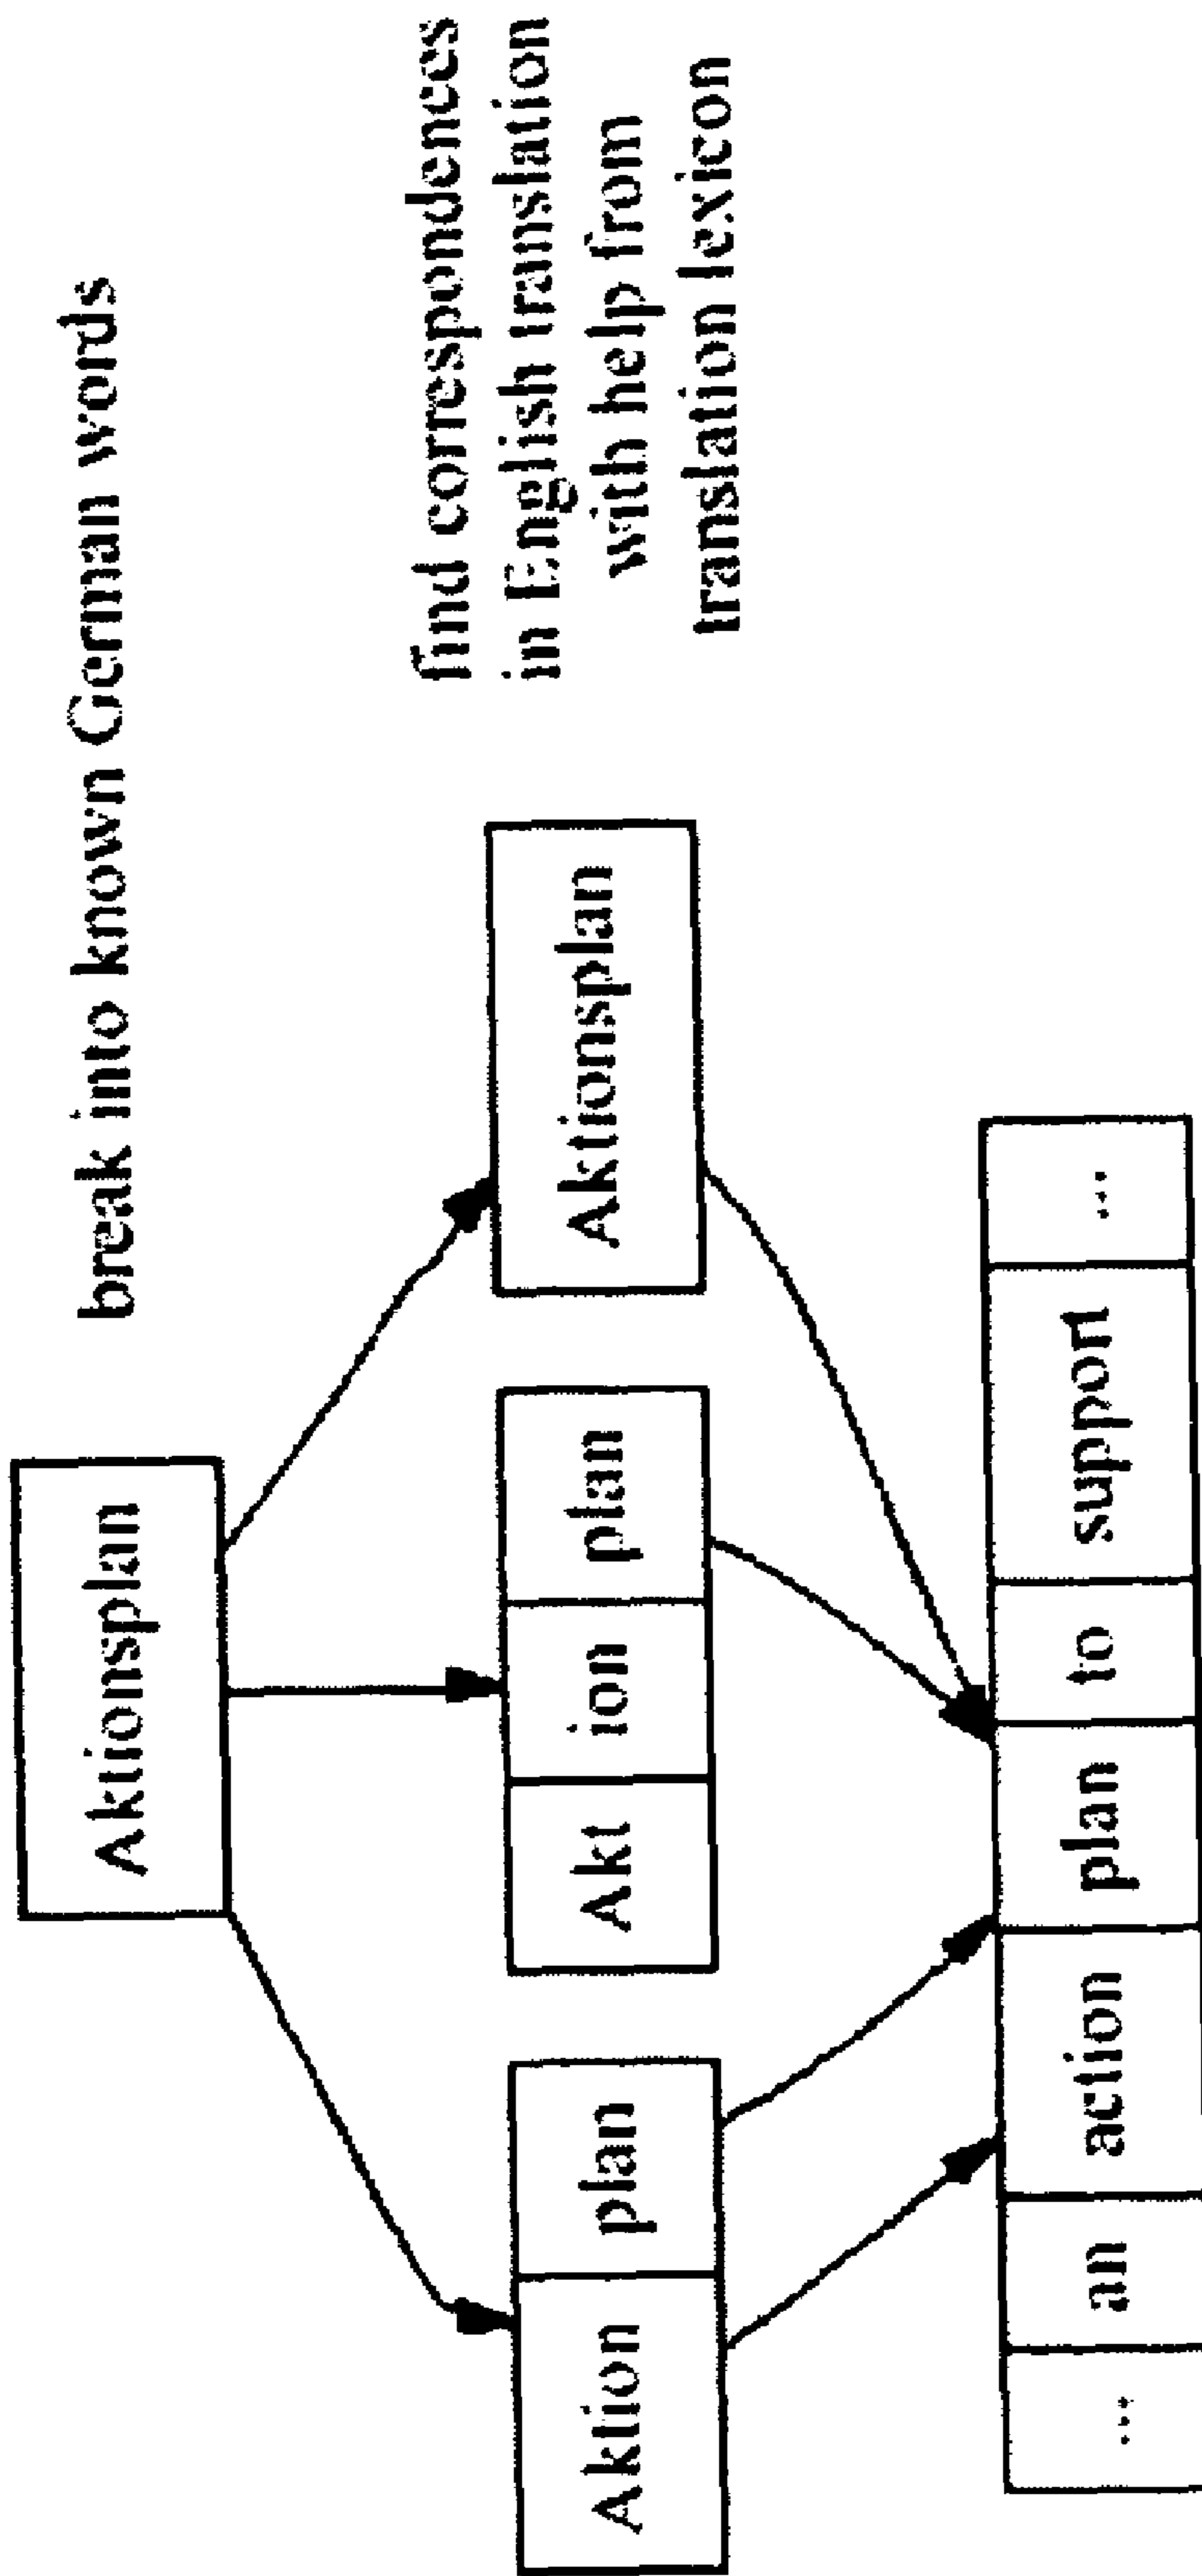 Aktionsplan
break into known German words
Aktion plan
Akt ion plan
Aktionsplan
find correspondences
in English translation
with help from
translation lexicon
... an action plan to support ...